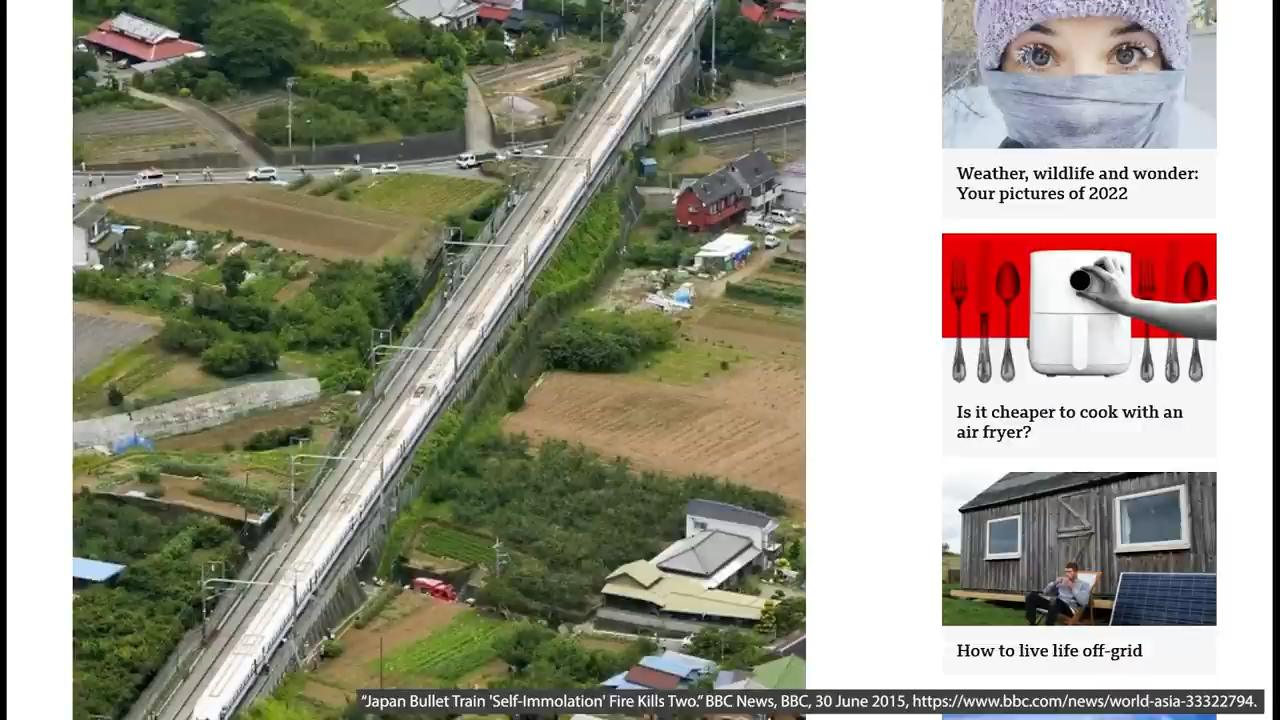 Weather, wildlife and wonder:
Your pictures of 2022
Is it cheaper to cook with an
air fryer?
How to live life off-grid
“Japan Bullet Train 'Self-Immolation' Fire Kills Two.” BBC News, BBC, 30 June 2015, https://www.bbc.com/news/world-asia-33322794.